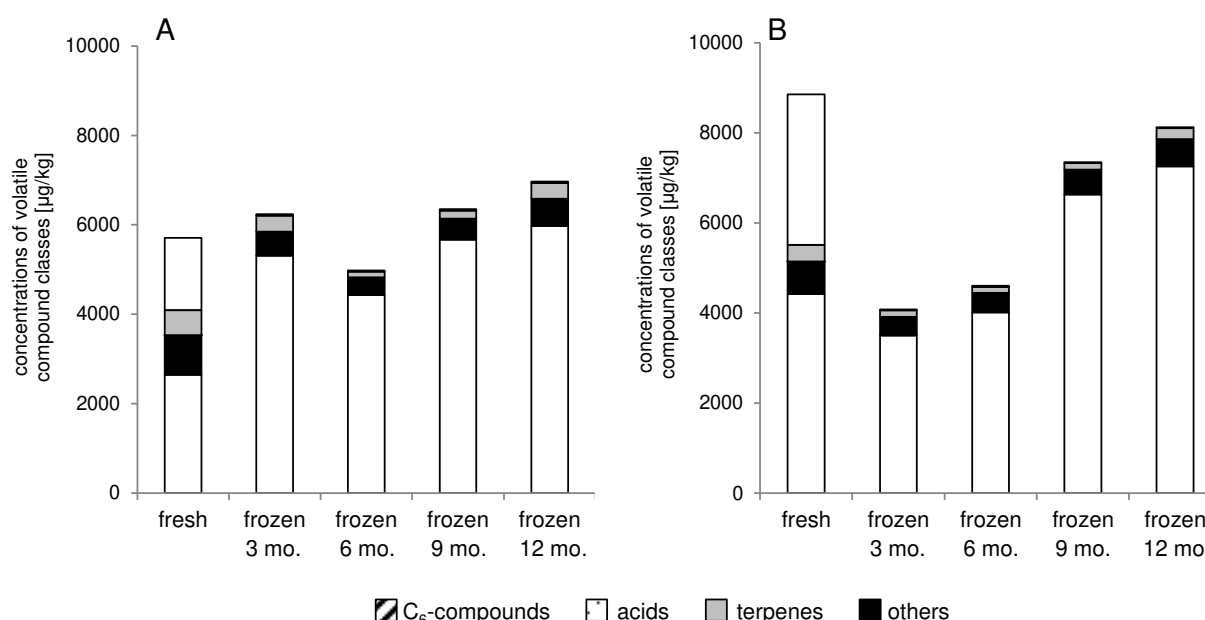 A
concentrations of volatile
compound classes [µg/kg]
10000
8000
6000
4000
2000
0
fresh
frozen
3 mo.
frozen
6 mo.
frozen
9 mo.
frozen
12 mo.
B
concentrations of volatile
compound classes [µg/kg]
10000
8000
6000
4000
2000
0
fresh
frozen
3 mo.
frozen
6 mo.
frozen
9 mo.
frozen
12 mo
C₆-compounds acids terpenes others